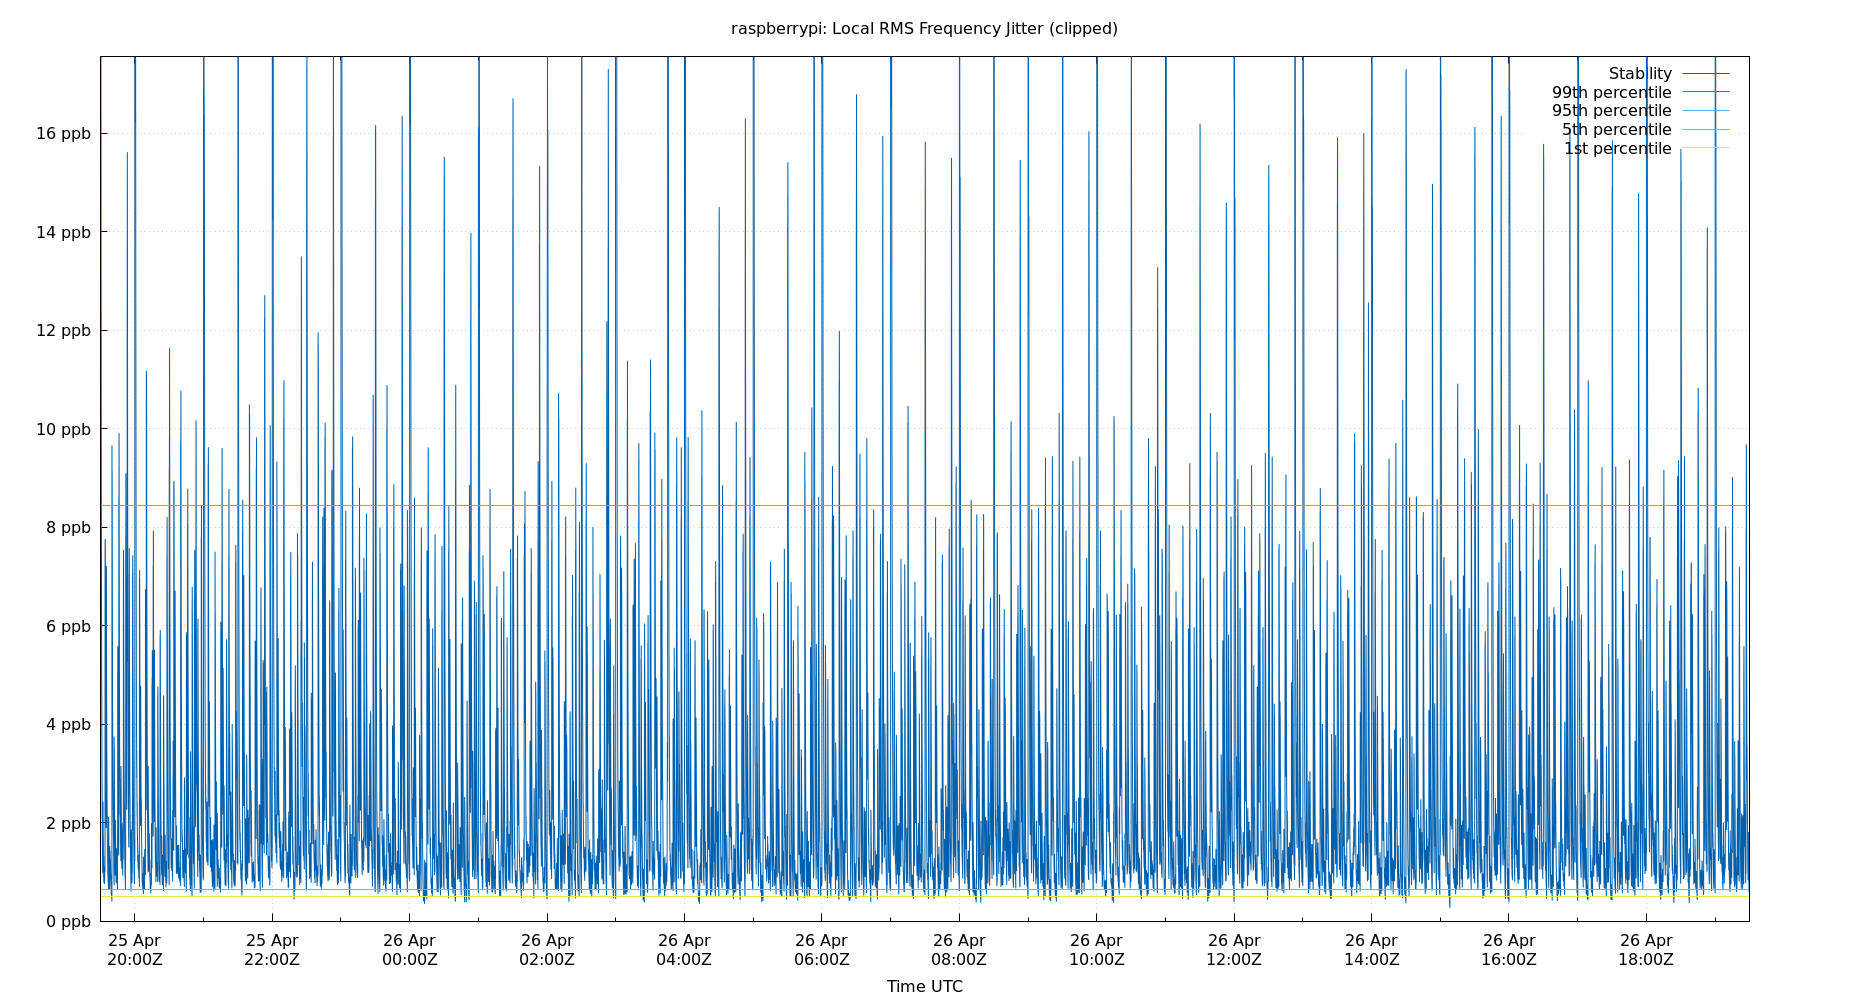 raspberrypi: Local RMS Frequency Jitter (clipped)
Stability
99th percentile
95th percentile
5th percentile
1st percentile
16 ppb
14 ppb
12 ppb
10 ppb
8 ppb
6 ppb
4 ppb
2 ppb
0 ppb
25 Apr 25 Apr 26 Apr 26 Apr 26 Apr 26 Apr 26 Apr 26 Apr 26 Apr 26 Apr 26 Apr 26 Apr
20:00Z 22:00Z 00:00Z 02:00Z 04:00Z 06:00Z 08:00Z 10:00Z 12:00Z 14:00Z 16:00Z 18:00Z
Time UTC